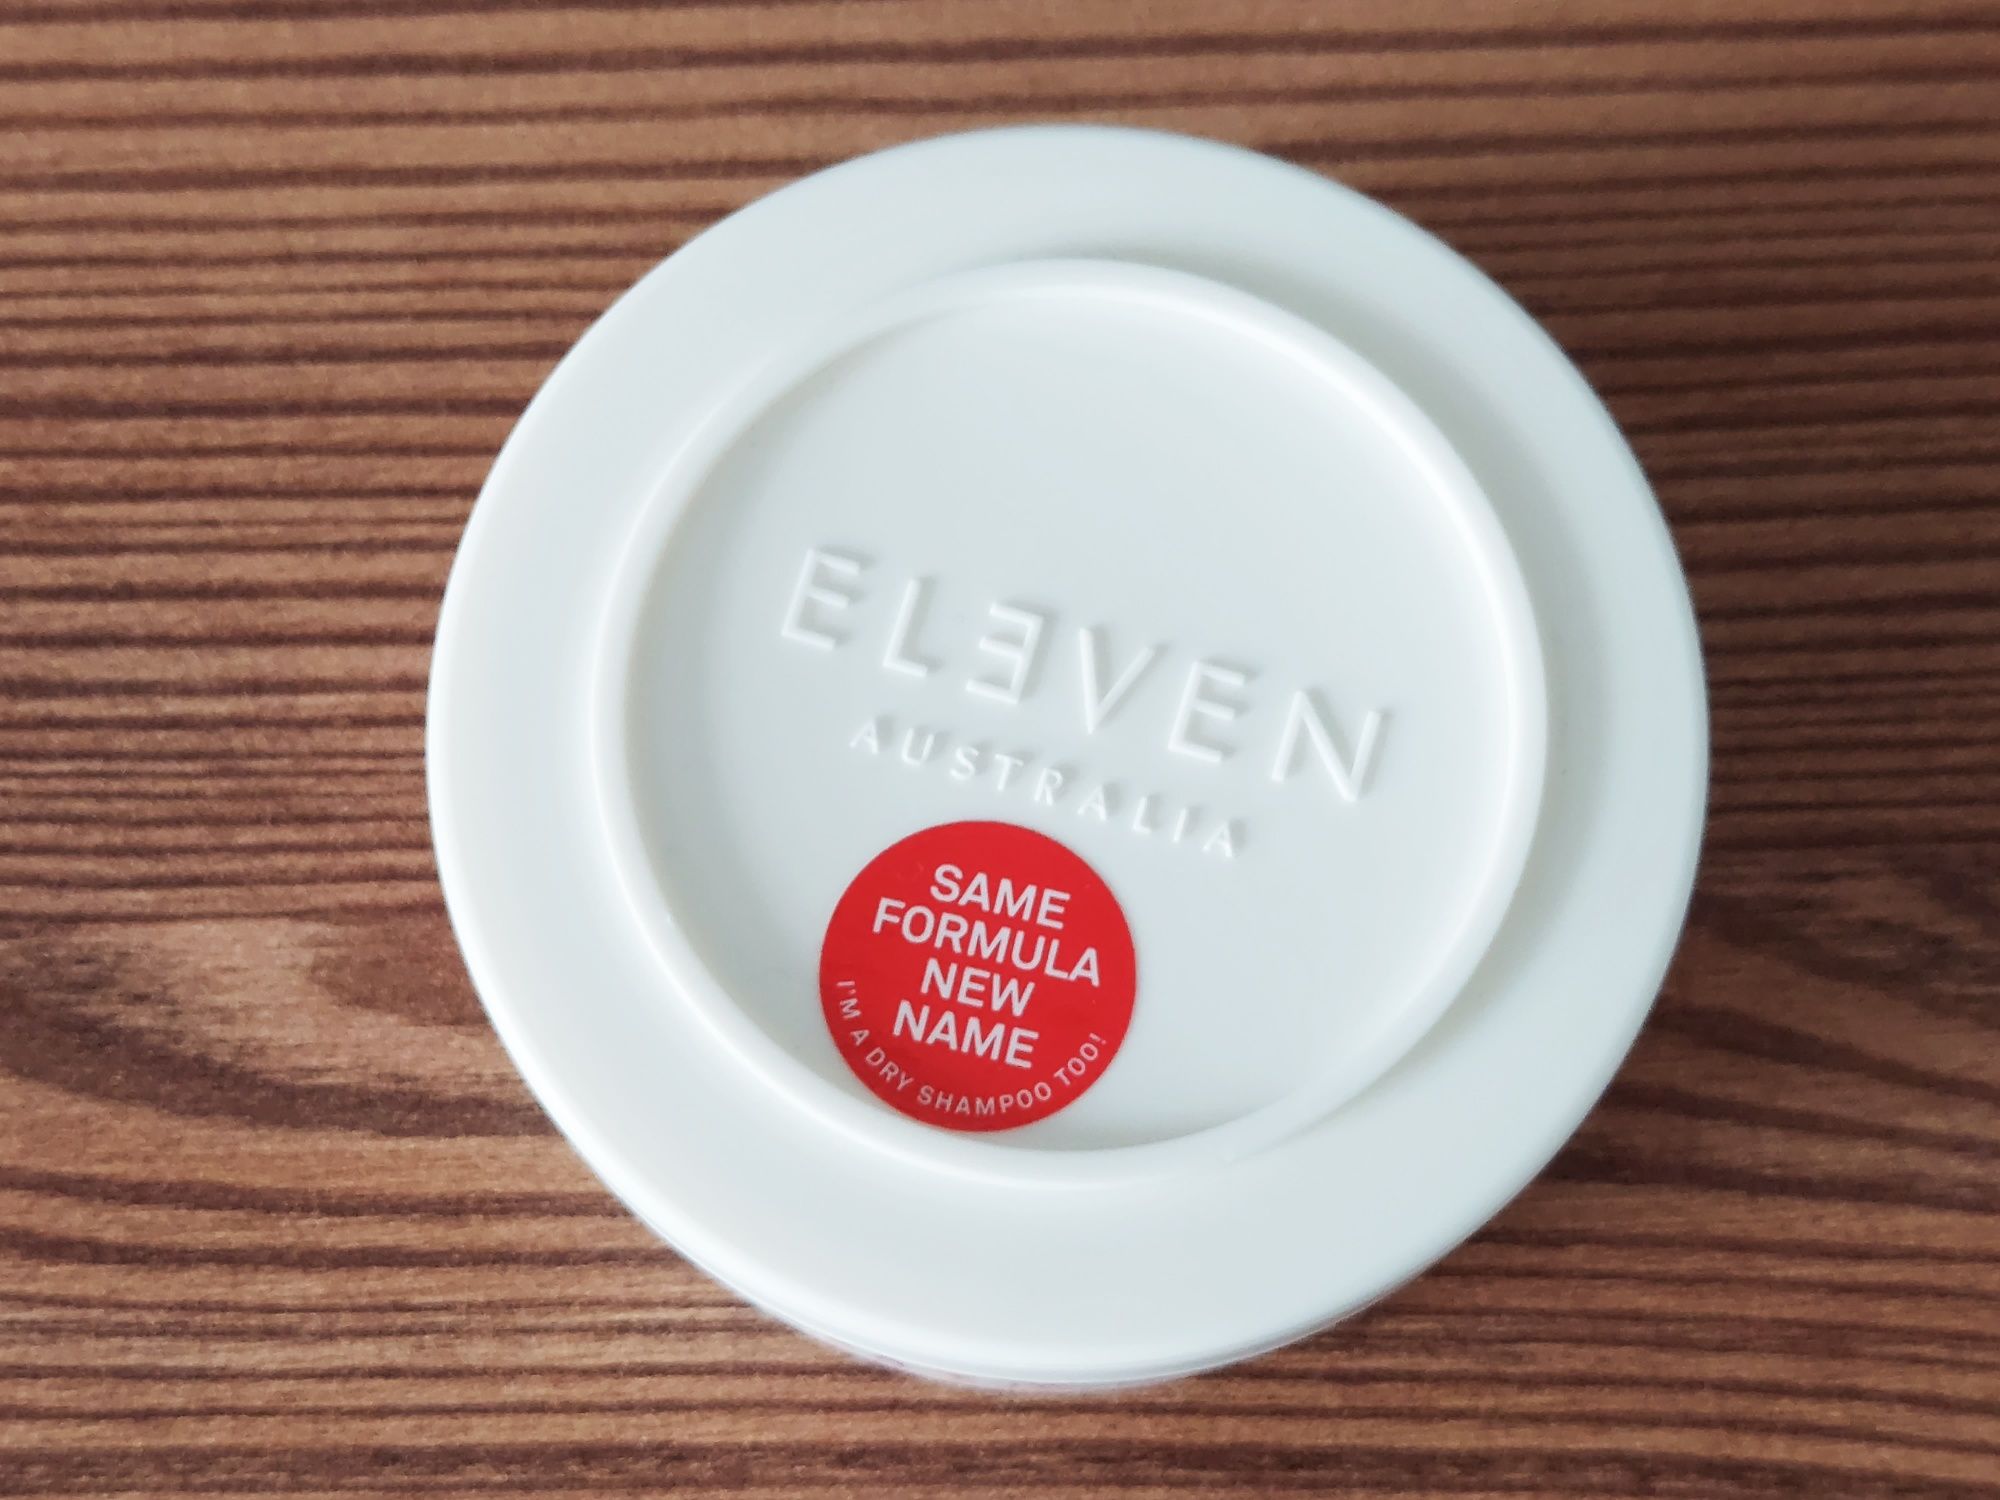 ELEVEN
AUSTRALIA
SAME
FORMULA
NEW
NAME
I'M A DRY SHAMPOO TOO!